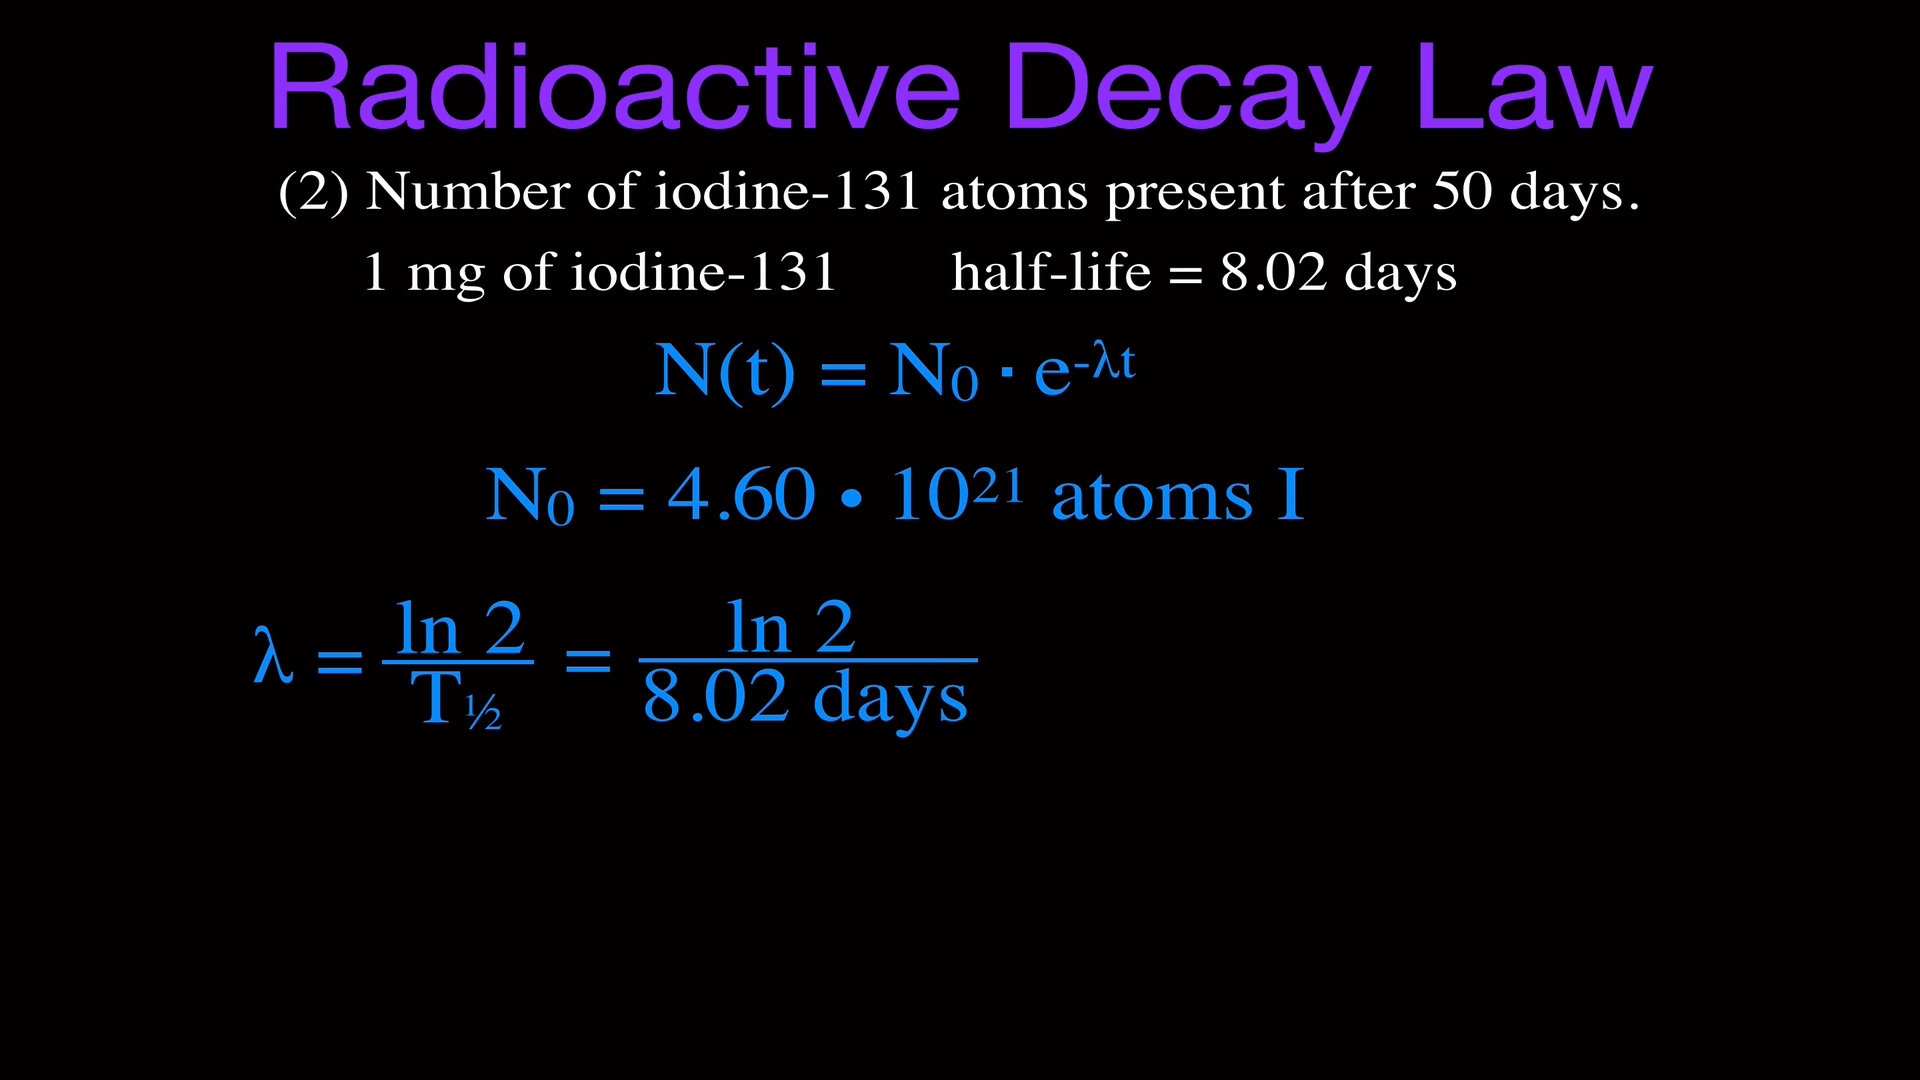 Radioactive Decay Law
(2) Number of iodine-131 atoms present after 50 days.
1 mg of iodine-131 half-life = 8.02 days
N(t) = N₀ · e^-λt
N₀ = 4.60 • 10²¹ atoms I
λ = ln 2 / T½ = ln 2 / 8.02 days